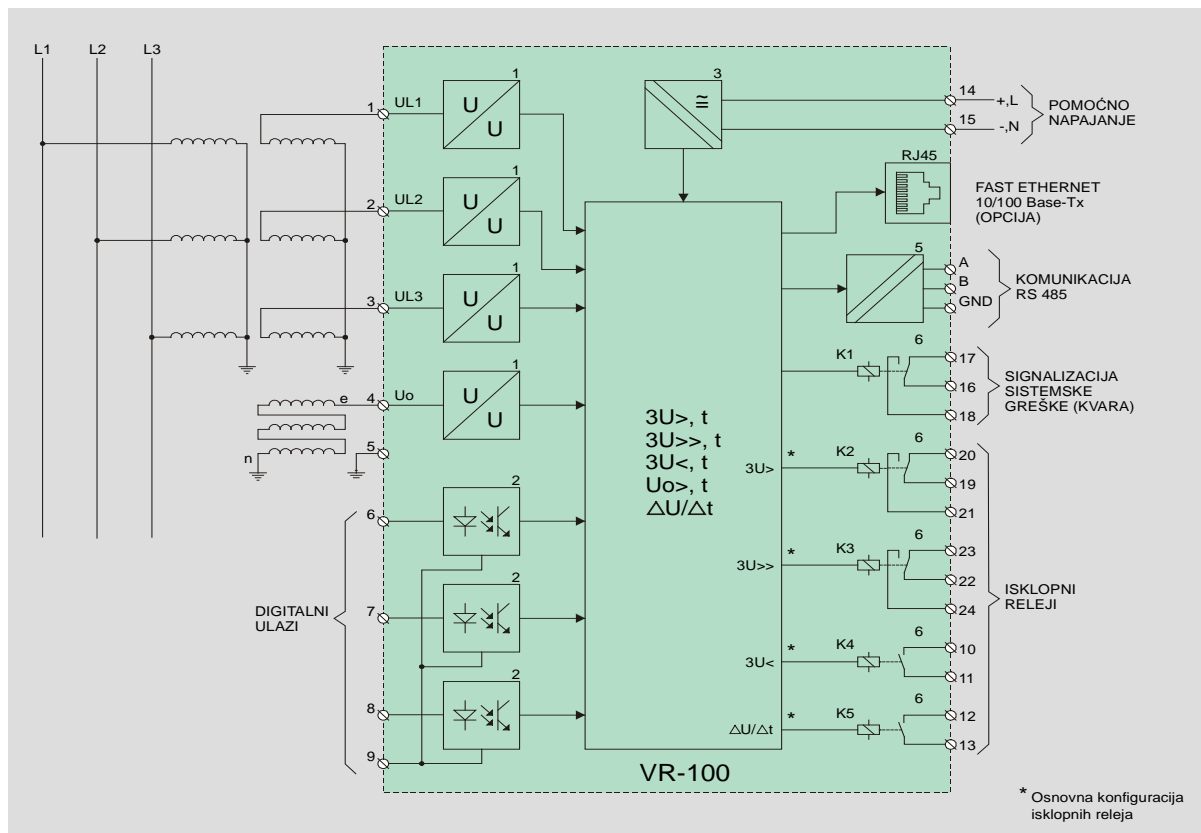 L1 L2 L3
1 UL1
U
U
1
2 UL2
U
U
1
3 UL3
U
U
1
e 4 Uo
U
U
1
n
5
6
2
7
2
8
2
9
DIGITALNI
ULAZI
3
≅
14
+,L
15
-,N
POMOĆNO
NAPAJANJE
RJ45
FAST ETHERNET
10/100 Base-Tx
(OPCIJA)
5
A
B
GND
KOMUNIKACIJA
RS 485
3U>, t
3U>>, t
3U<, t
Uo>, t
△U/△t
K1
6
17
16
18
SIGNALIZACIJA
SISTEMSKE
GREŠKE (KVARA)
3U>
*
K2
6
20
19
21
3U>>
*
K3
6
23
22
24
3U<
*
K4
6
10
11
△U/△t
*
K5
6
12
13
ISKLOPNI
RELEJI
VR-100
* Osnovna konfiguracija
isklopnih releja